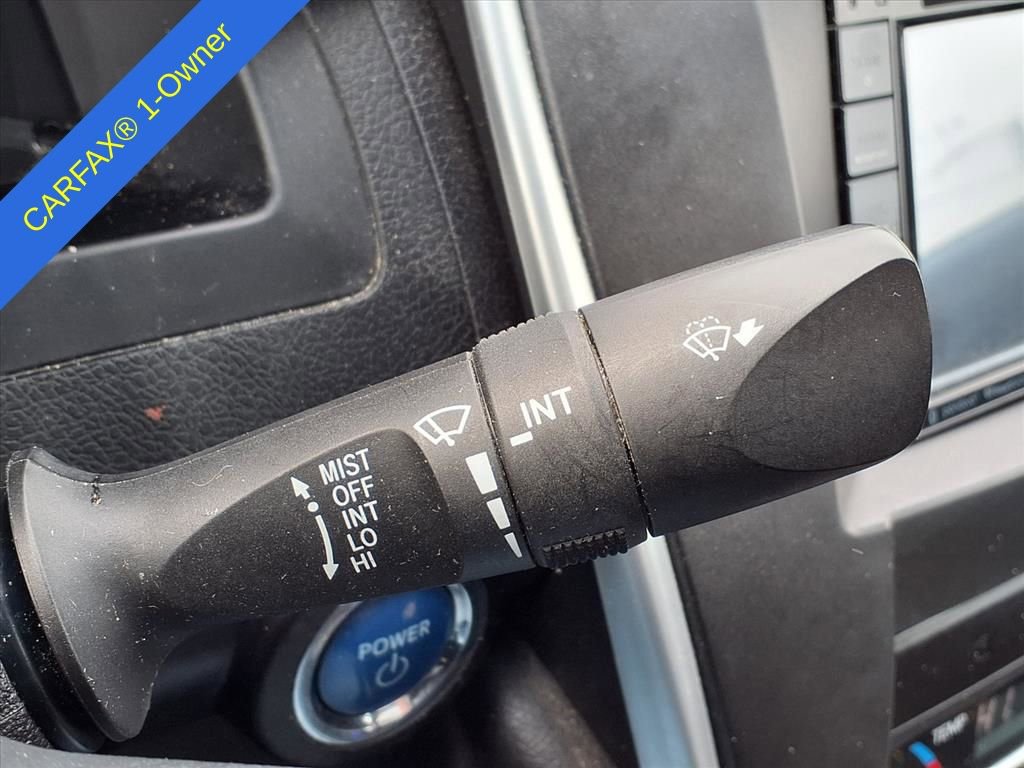 CARFAX® 1-Owner
INT
MIST
OFF
INT
LO
HI
POWER
TEMP